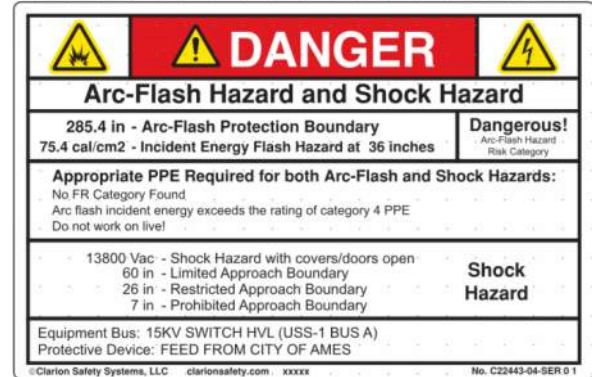 DANGER
Arc-Flash Hazard and Shock Hazard
285.4 in - Arc-Flash Protection Boundary
75.4 cal/cm2 - Incident Energy Flash Hazard at 36 inches
Dangerous!
Arc-Flash Hazard
Risk Category
Appropriate PPE Required for both Arc-Flash and Shock Hazards:
No FR Category Found
Arc flash incident energy exceeds the rating of category 4 PPE
Do not work on live!
13800 Vac - Shock Hazard with covers/doors open
60 in - Limited Approach Boundary
26 in - Restricted Approach Boundary
7 in - Prohibited Approach Boundary
Shock
Hazard
Equipment Bus: 15KV SWITCH HVL (USS-1 BUS A)
Protective Device: FEED FROM CITY OF AMES
©Clarion Safety Systems, LLC clarionsafety.com xxxxx No. C22443-04-SER 0 1